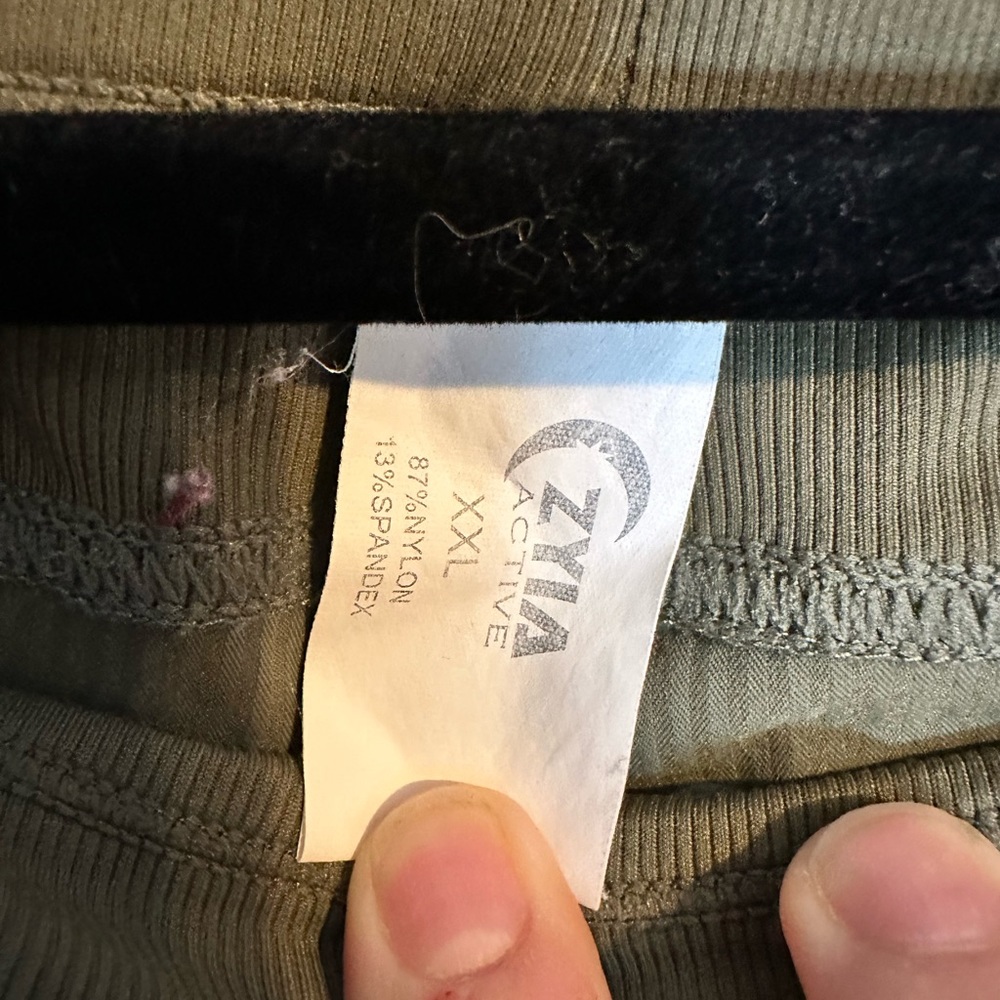 ZYIA
ACTIVE
XXL
87%NYLON
13%SPANDEX